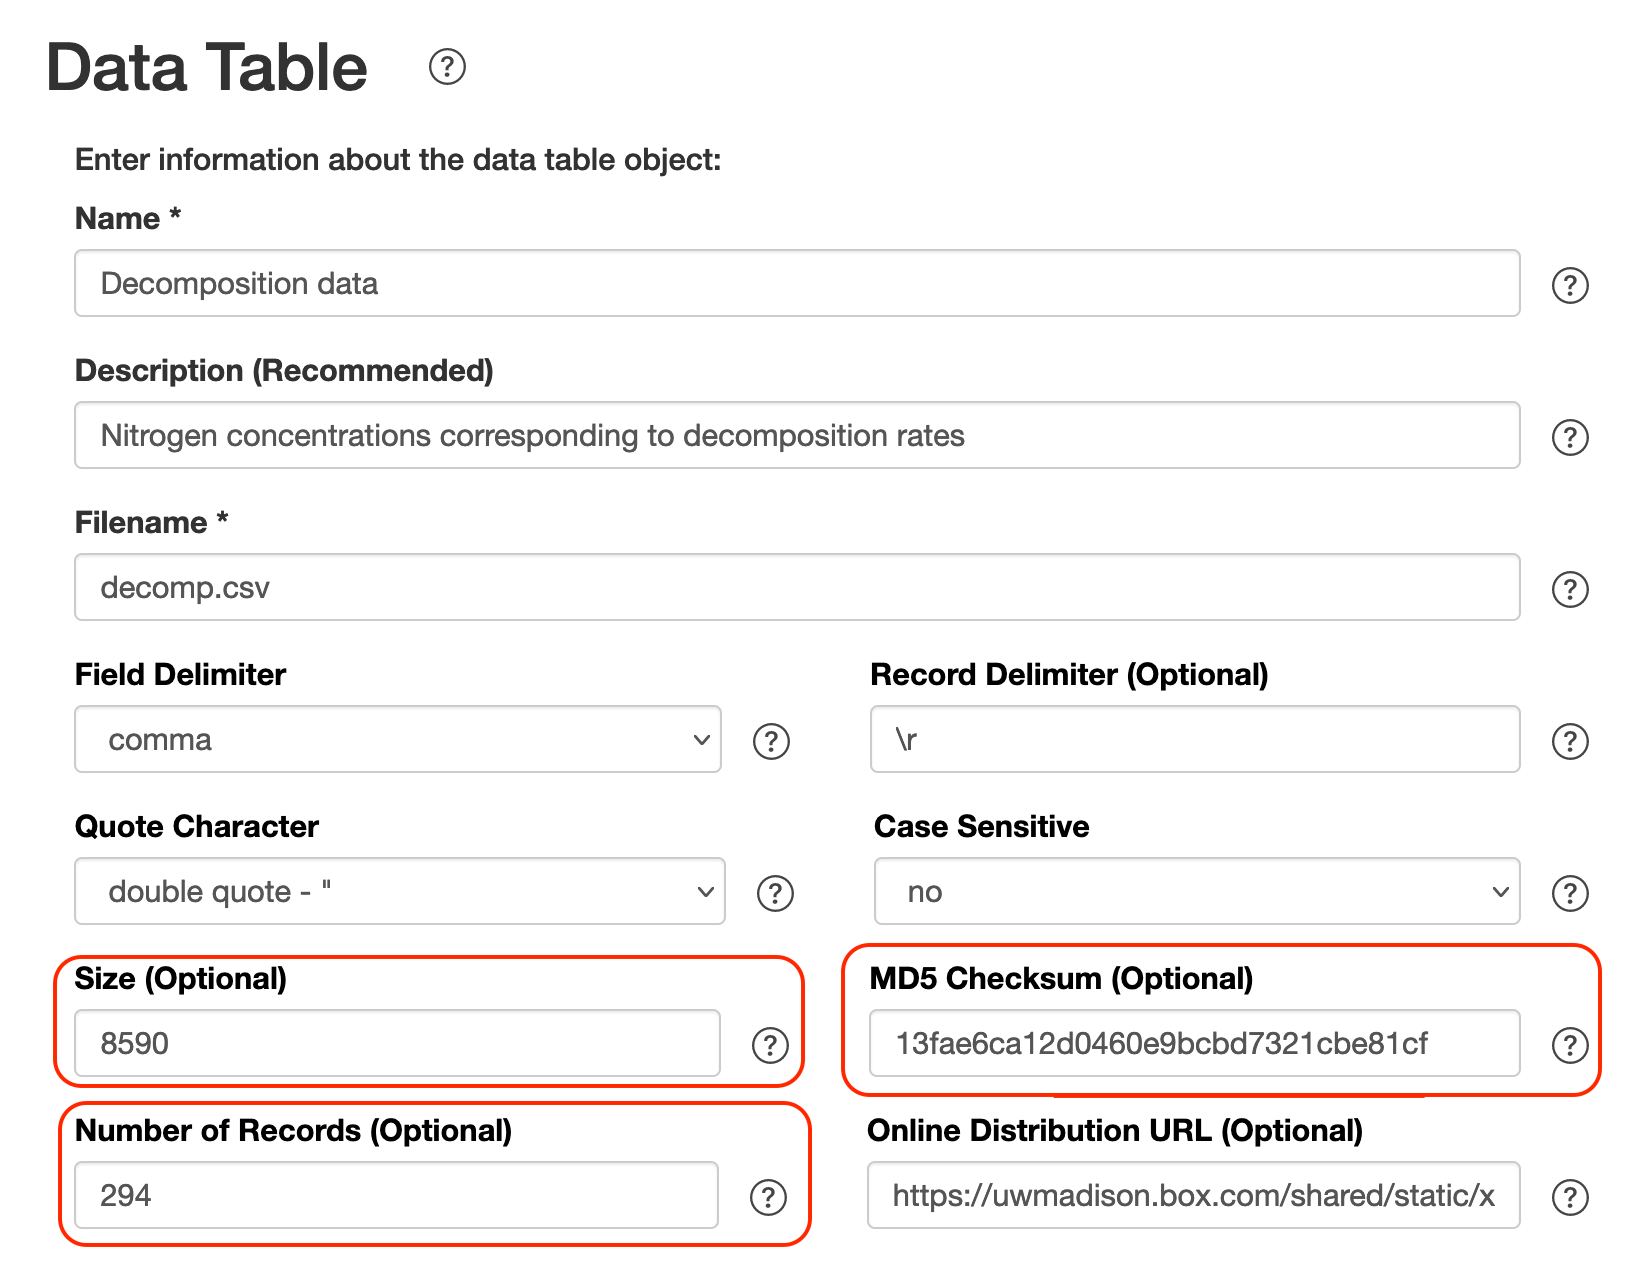 Data Table ?
Enter information about the data table object:
Name *
Decomposition data ?
Description (Recommended)
Nitrogen concentrations corresponding to decomposition rates ?
Filename *
decomp.csv ?
Field Delimiter Record Delimiter (Optional)
comma ? \r ?
Quote Character Case Sensitive
double quote - " ? no ?
Size (Optional) MD5 Checksum (Optional)
8590 ? 13fae6ca12d0460e9bcbd7321cbe81cf ?
Number of Records (Optional) Online Distribution URL (Optional)
294 ? https://uwmadison.box.com/shared/static/x ?